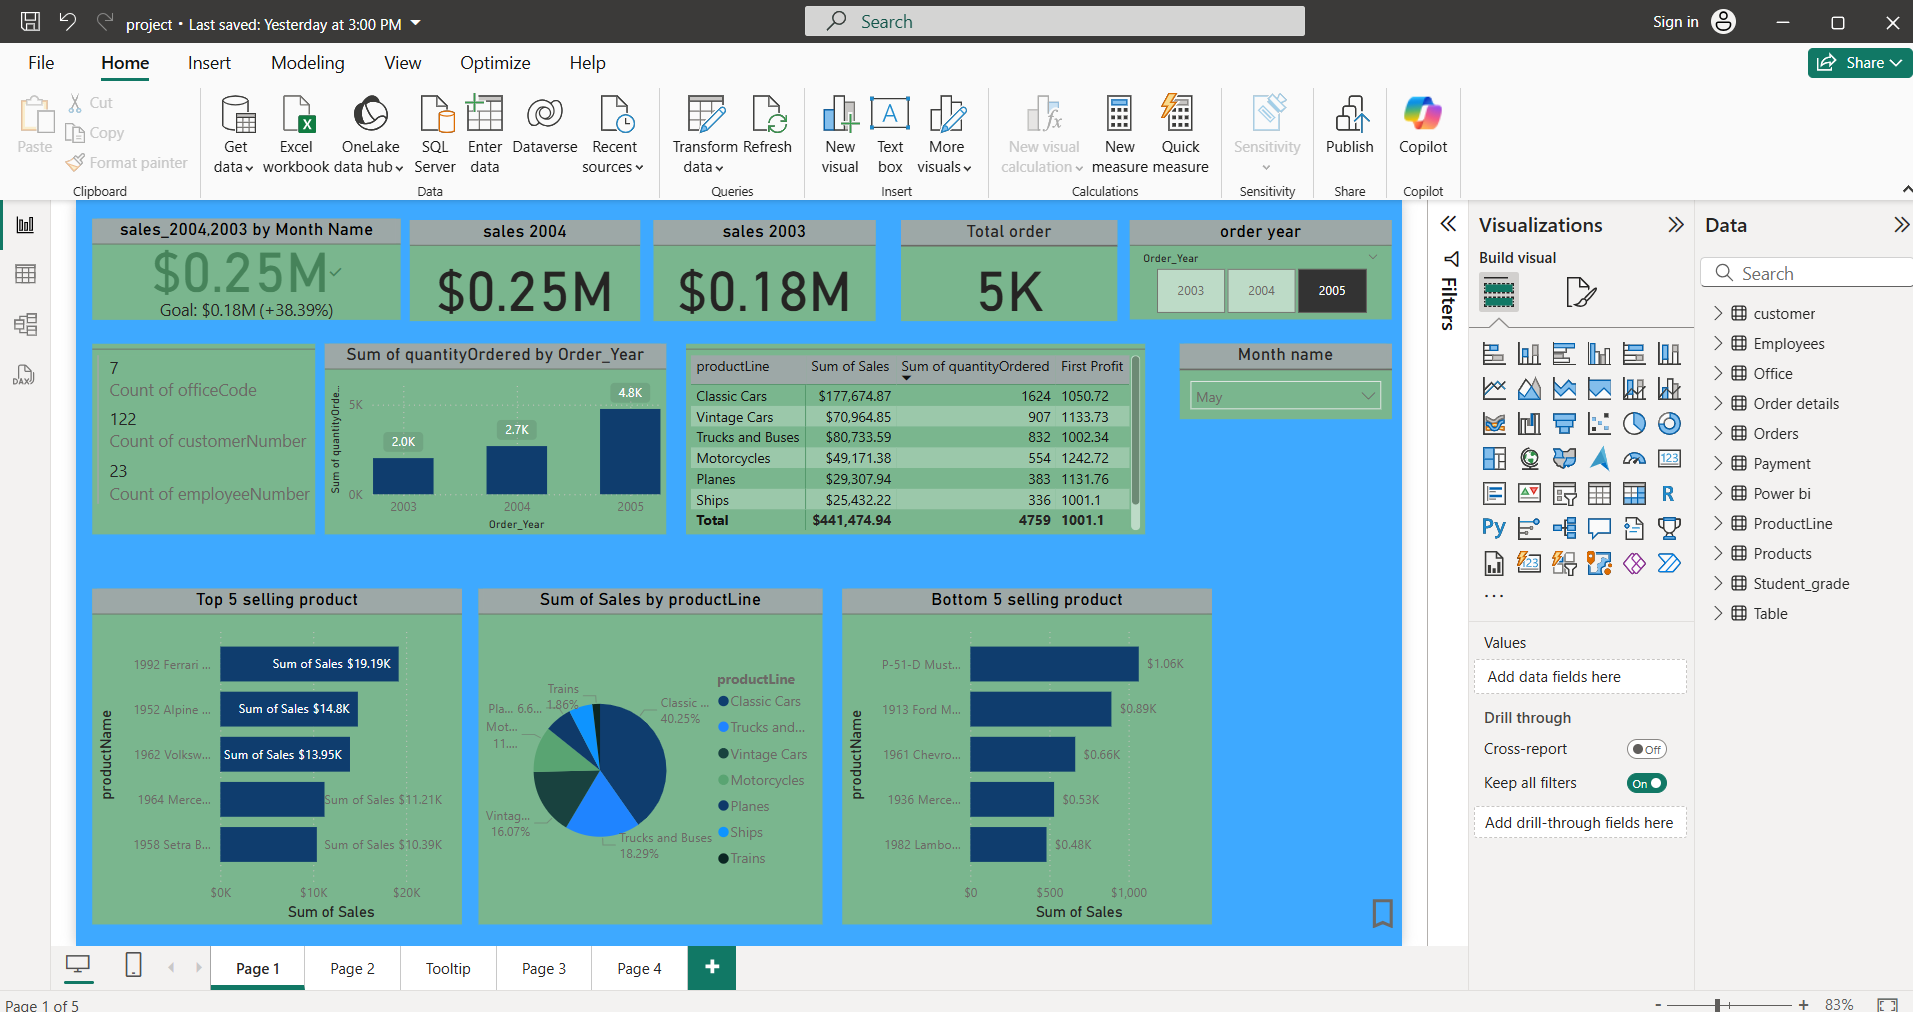 project • Last saved: Yesterday at 3:00 PM
Search
Sign in
File Home Insert Modeling View Optimize Help
Share
Paste
Cut
Copy
Format painter
Clipboard
Get data
Excel workbook
OneLake data hub
SQL Server
Enter data
Dataverse
Recent sources
Data
Transform data
Refresh
Queries
New visual
Text box
A
More visuals
Insert
New visual calculation
New measure
Quick measure
Calculations
Sensitivity
Sensitivity
Publish
Share
Copilot
Copilot
DAX
sales_2004,2003 by Month Name
$0.25M
Goal: $0.18M (+38.39%)
sales 2004
$0.25M
sales 2003
$0.18M
Total order
5K
order year
Order_Year
2003 2004 2005
7
Count of officeCode
122
Count of customerNumber
23
Count of employeeNumber
Sum of quantityOrdered by Order_Year
Sum of quantityOrde...
5K
0K
2.0K
2.7K
4.8K
2003 2004 2005
Order_Year
productLine Sum of Sales Sum of quantityOrdered First Profit
Classic Cars $177,674.87 1624 1050.72
Vintage Cars $70,964.85 907 1133.73
Trucks and Buses $80,733.59 832 1002.34
Motorcycles $49,171.38 554 1242.72
Planes $29,307.94 383 1131.76
Ships $25,432.22 336 1001.1
Total $441,474.94 4759 1001.1
Month name
May
Top 5 selling product
productName
1992 Ferrari ... Sum of Sales $19.19K
1952 Alpine ... Sum of Sales $14.8K
1962 Volksw... Sum of Sales $13.95K
1964 Merce... Sum of Sales $11.21K
1958 Setra B... Sum of Sales $10.39K
$0K $10K $20K
Sum of Sales
Sum of Sales by productLine
Trains
1.86%
Pla... 6.6...
Mot...
11....
Classic ...
40.25%
Vintag...
16.07%
Trucks and Buses
18.29%
productLine
Classic Cars
Trucks and...
Vintage Cars
Motorcycles
Planes
Ships
Trains
Bottom 5 selling product
productName
P-51-D Must... $1.06K
1913 Ford M... $0.89K
1961 Chevro... $0.66K
1936 Merce... $0.53K
1982 Lambo... $0.48K
$0 $500 $1,000
Sum of Sales
Filters
Visualizations
Build visual
123
R
Py
123
...
Values
Add data fields here
Drill through
Cross-report Off
Keep all filters On
Add drill-through fields here
Data
Search
customer
Employees
Office
Order details
Orders
Payment
Power bi
ProductLine
Products
Student_grade
Table
Page 1 Page 2 Tooltip Page 3 Page 4 +
Page 1 of 5
- + 83%